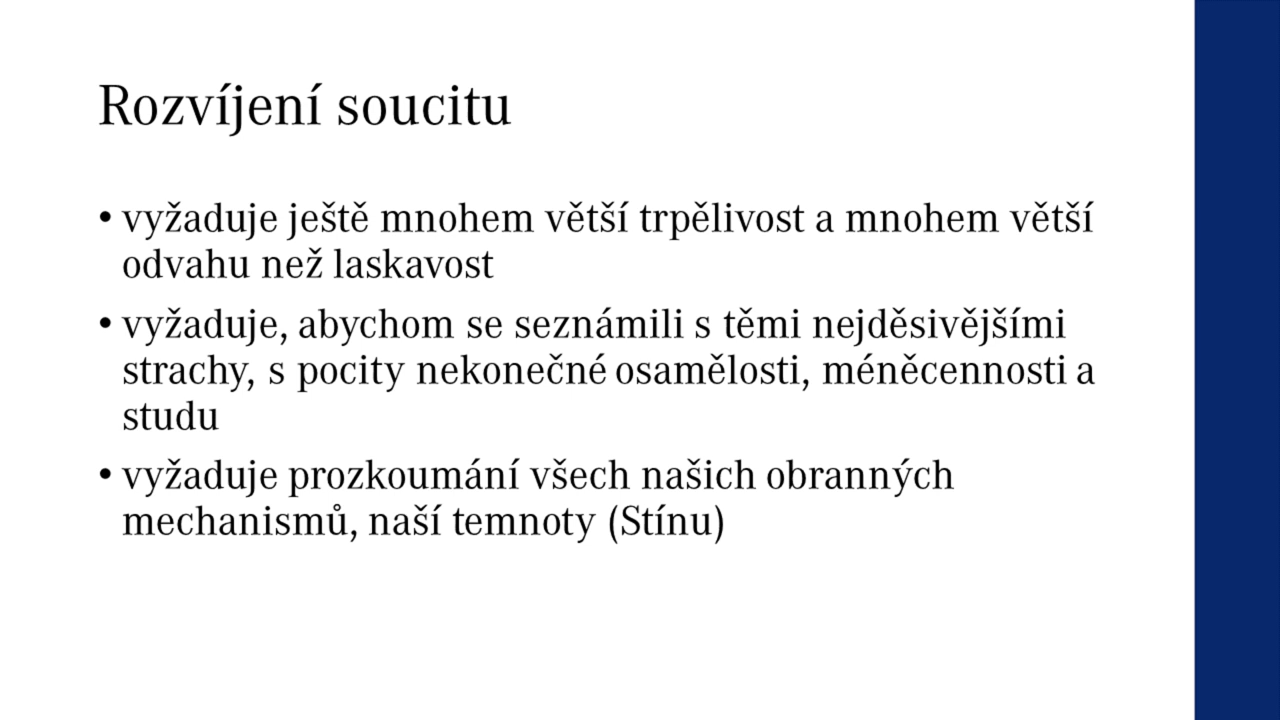 Rozvíjení soucitu
• vyžaduje ještě mnohem větší trpělivost a mnohem větší
odvahu než laskavost
• vyžaduje, abychom se seznámili s těmi nejděsivějšími
strachy, s pocity nekonečné osamělosti, méněcennosti a
studu
• vyžaduje prozkoumání všech našich obranných
mechanismů, naší temnoty (Stínu)